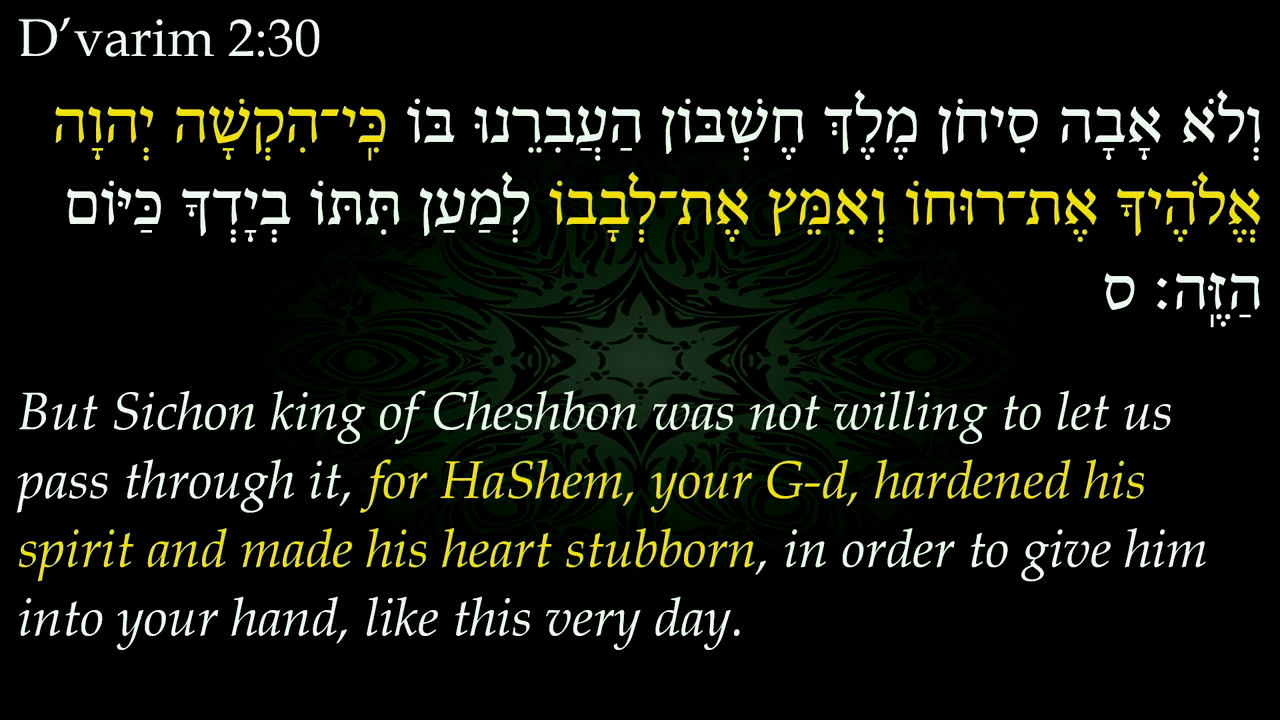 D’varim 2:30
וְלֹא אָבָה סִיחֹן מֶלֶךְ חֶשְׁבּוֹן הַעֲבִרֵנוּ בּוֹ כִּֽי־הִקְשָׁה יְהוָה
אֱלֹהֶיךָ אֶת־רוּחוֹ וְאִמֵּץ אֶת־לְבָבוֹ לְמַעַן תִּתּוֹ בְיָדְךָ כַּיּוֹם
הַזֶּֽה׃ ס
But Sichon king of Cheshbon was not willing to let us
pass through it, for HaShem, your G-d, hardened his
spirit and made his heart stubborn, in order to give him
into your hand, like this very day.